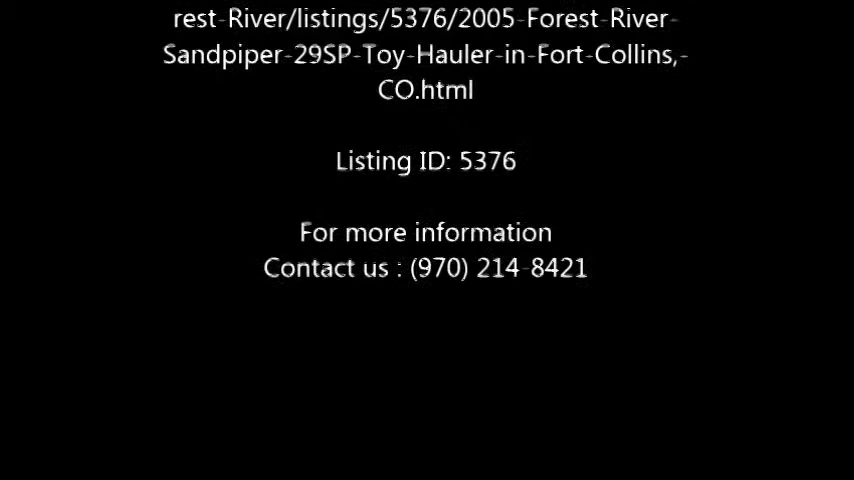 rest-River/listings/5376/2005-Forest-River-
Sandpiper-29SP-Toy-Hauler-in-Fort-Collins,-
CO.html
Listing ID: 5376
For more information
Contact us : (970) 214-8421